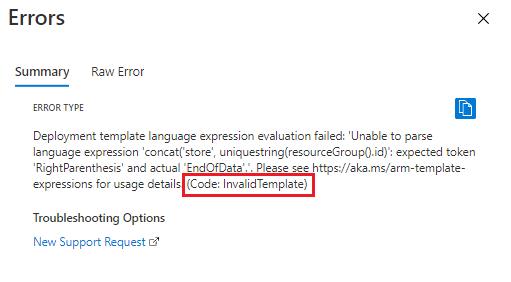 Errors
Summary
Raw Error
ERROR TYPE
Deployment template language expression evaluation failed: 'Unable to parse
language expression 'concat('store', uniquestring(resourceGroup().id)': expected token
'RightParenthesis' and actual 'EndOfData'.'. Please see https://aka.ms/arm-template-
expressions for usage details. (Code: InvalidTemplate)
Troubleshooting Options
New Support Request